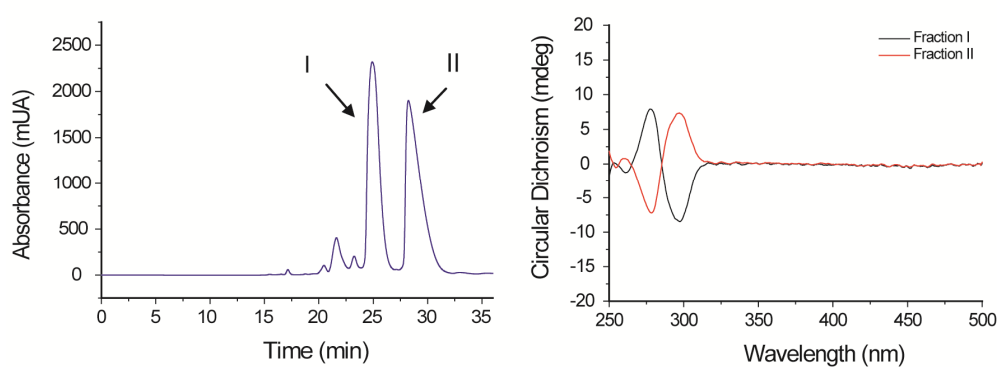 2500
2000
1500
1000
500
0
Absorbance (mUA)
I
II
0 5 10 15 20 25 30 35
Time (min)
20
15
10
5
0
-5
-10
-15
-20
Circular Dichroism (mdeg)
Fraction I
Fraction II
250 300 350 400 450 500
Wavelength (nm)